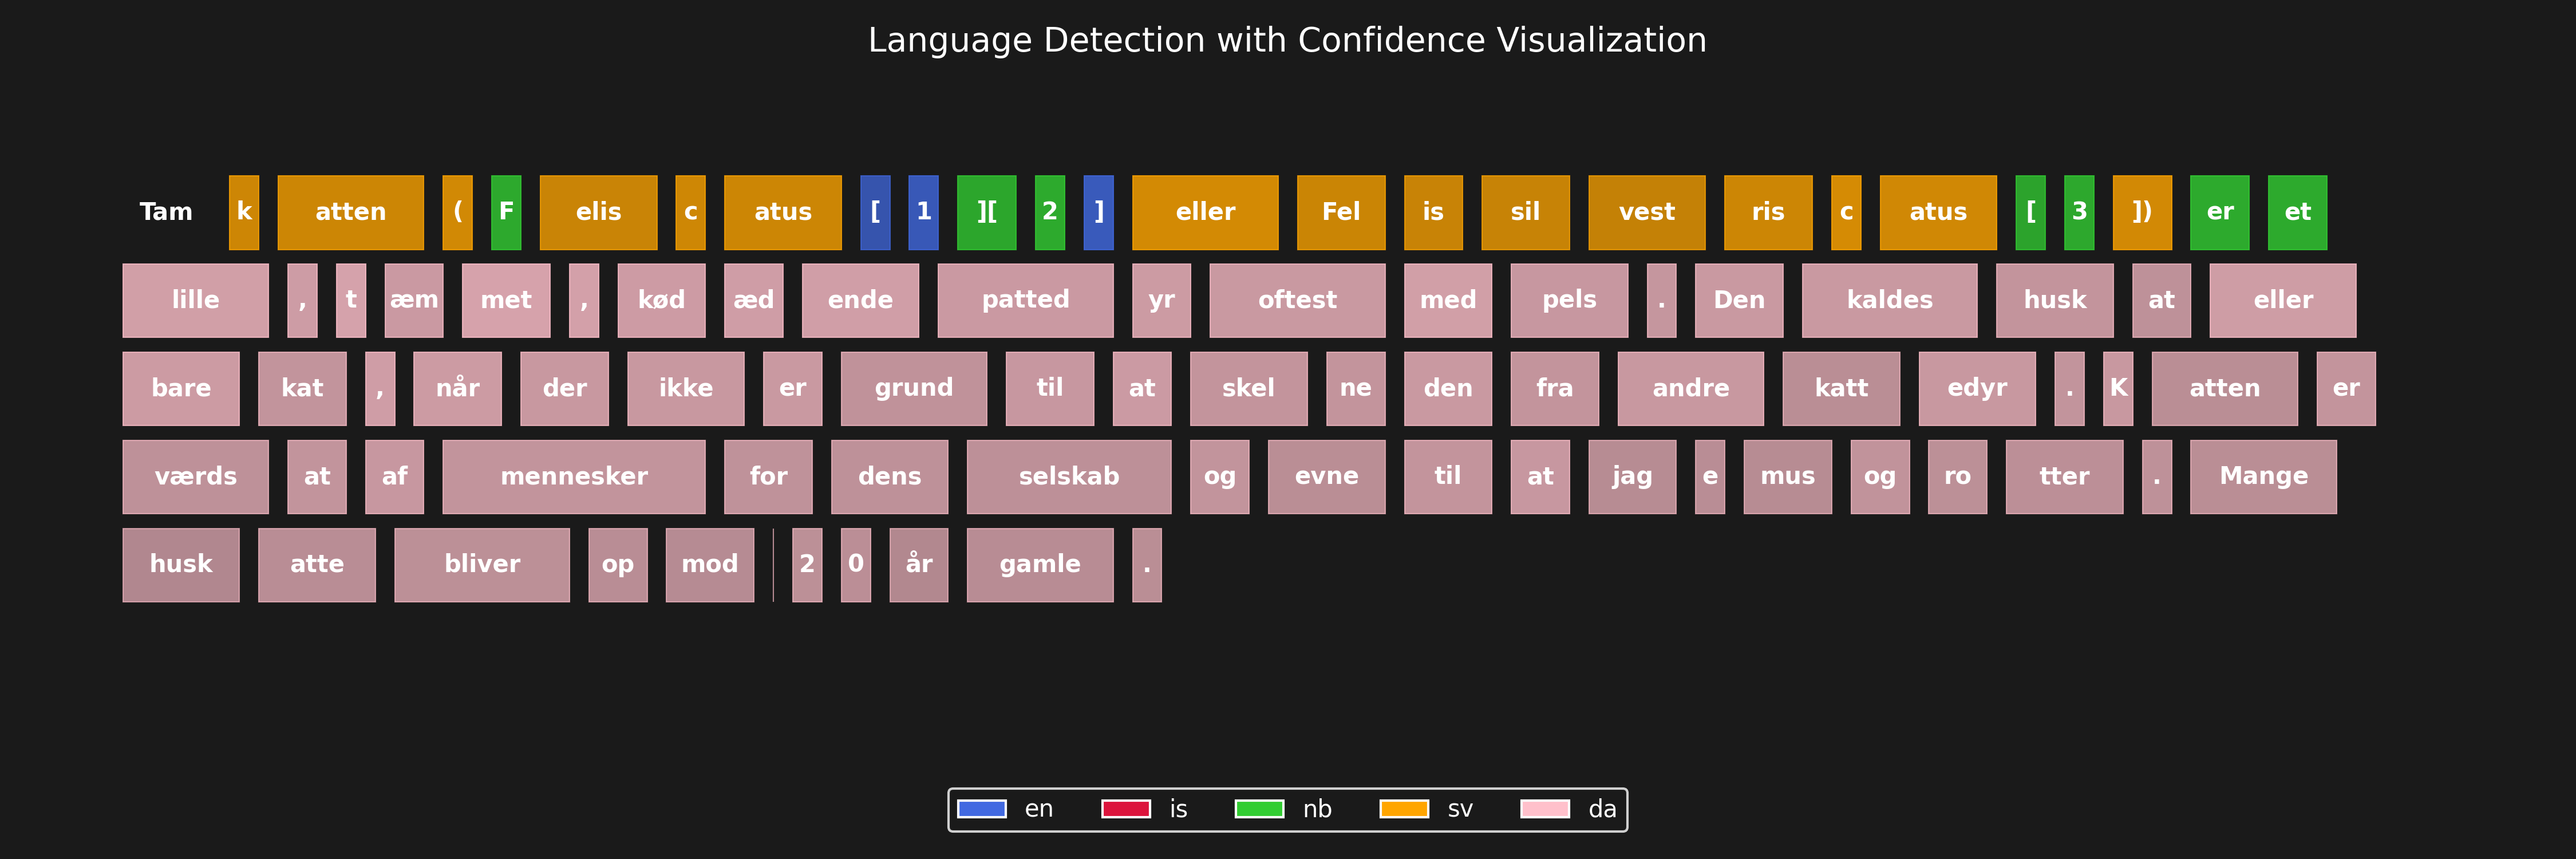 Language Detection with Confidence Visualization
Tam k atten ( F elis c atus [ 1 ][ 2 ] eller Fel is sil vest ris c atus [ 3 ]) er et
lille , t æm met , kød æd ende patted yr oftest med pels . Den kaldes husk at eller
bare kat , når der ikke er grund til at skel ne den fra andre katt edyr . K atten er
værds at af mennesker for dens selskab og evne til at jag e mus og ro tter . Mange
husk atte bliver op mod 2 0 år gamle .
en is nb sv da